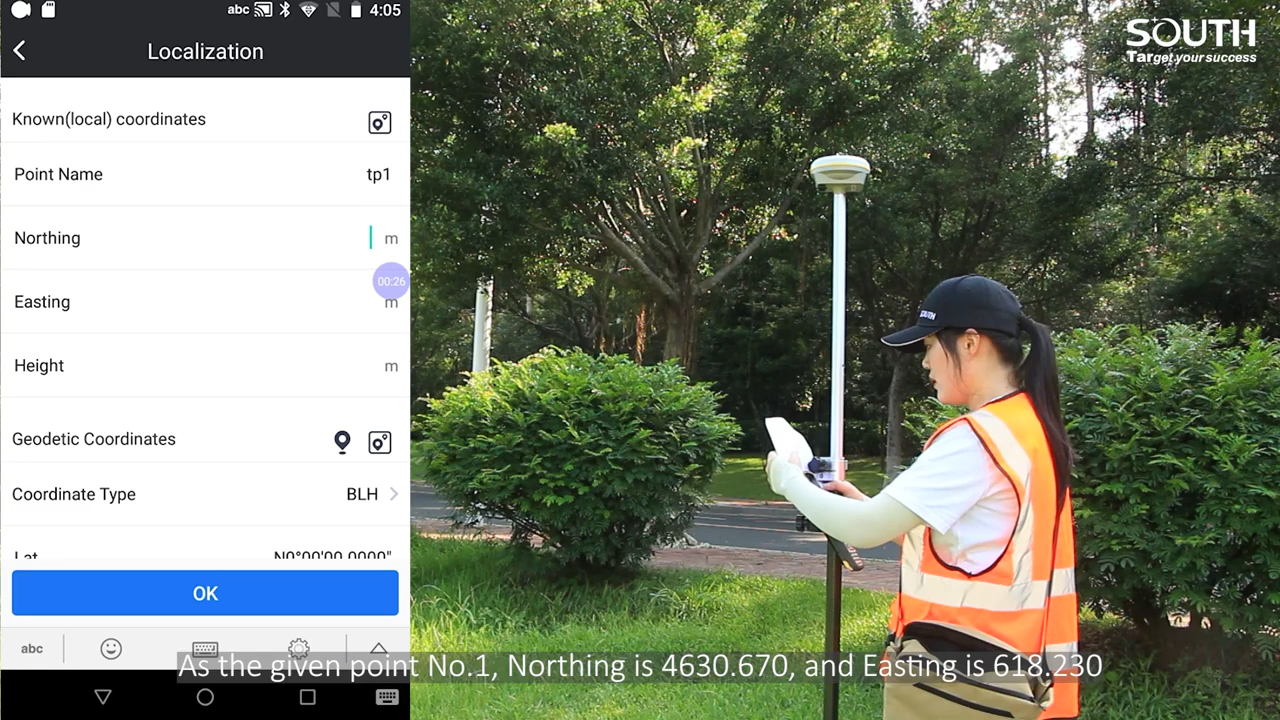 abc 4:05
Localization
Known(local) coordinates
Point Name tp1
Northing m
00:26
Easting m
Height m
Geodetic Coordinates
Coordinate Type BLH
Lat N0°00'00.0000"
OK
abc
As the given point No.1, Northing is 4630.670, and Easting is 618.230
SOUTH
Target your success
SOUTH